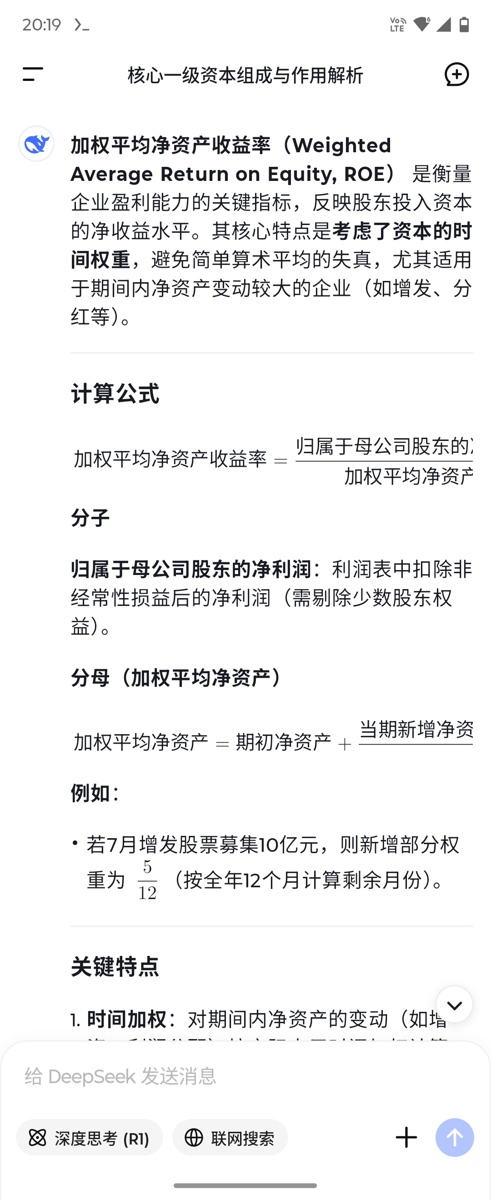 20:19
VoLTE
核心一级资本组成与作用解析
加权平均净资产收益率（Weighted
Average Return on Equity, ROE） 是衡量
企业盈利能力的关键指标，反映股东投入资本
的净收益水平。其核心特点是考虑了资本的时
间权重，避免简单算术平均的失真，尤其适用
于期间内净资产变动较大的企业（如增发、分
红等）。
计算公式
加权平均净资产收益率 = 归属于母公司股东的
加权平均净资产
分子
归属于母公司股东的净利润：利润表中扣除非
经常性损益后的净利润（需剔除少数股东权
益）。
分母（加权平均净资产）
加权平均净资产 = 期初净资产 + 当期新增净资
例如：
• 若7月增发股票募集10亿元，则新增部分权
重为 5/12 （按全年12个月计算剩余月份）。
关键特点
1. 时间加权：对期间内净资产的变动（如增
给 DeepSeek 发送消息
深度思考 (R1)
联网搜索